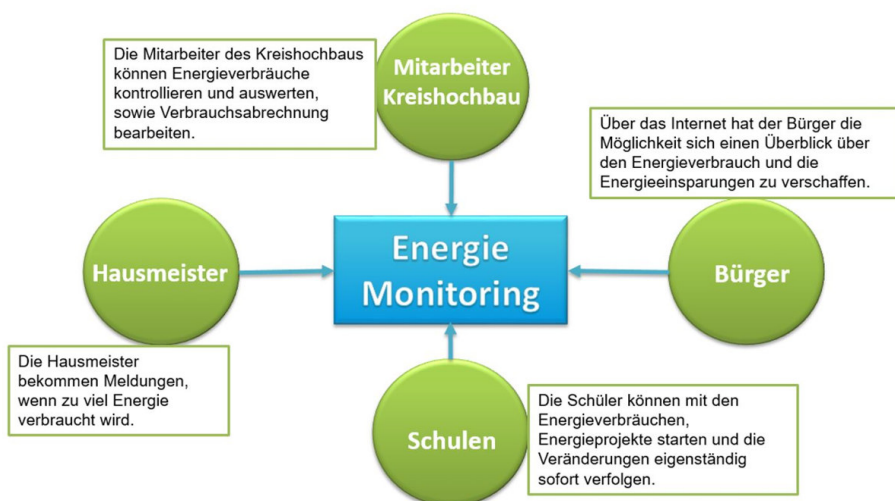 Die Mitarbeiter des Kreishochbaus
können Energieverbräuche
kontrollieren und auswerten,
sowie Verbrauchsabrechnung
bearbeiten.
Mitarbeiter
Kreishochbau
Über das Internet hat der Bürger die
Möglichkeit sich einen Überblick über
den Energieverbrauch und die
Energieeinsparungen zu verschaffen.
Hausmeister
Energie
Monitoring
Bürger
Die Hausmeister
bekommen Meldungen,
wenn zu viel Energie
verbraucht wird.
Schulen
Die Schüler können mit den
Energieverbräuchen,
Energieprojekte starten und die
Veränderungen eigenständig
sofort verfolgen.